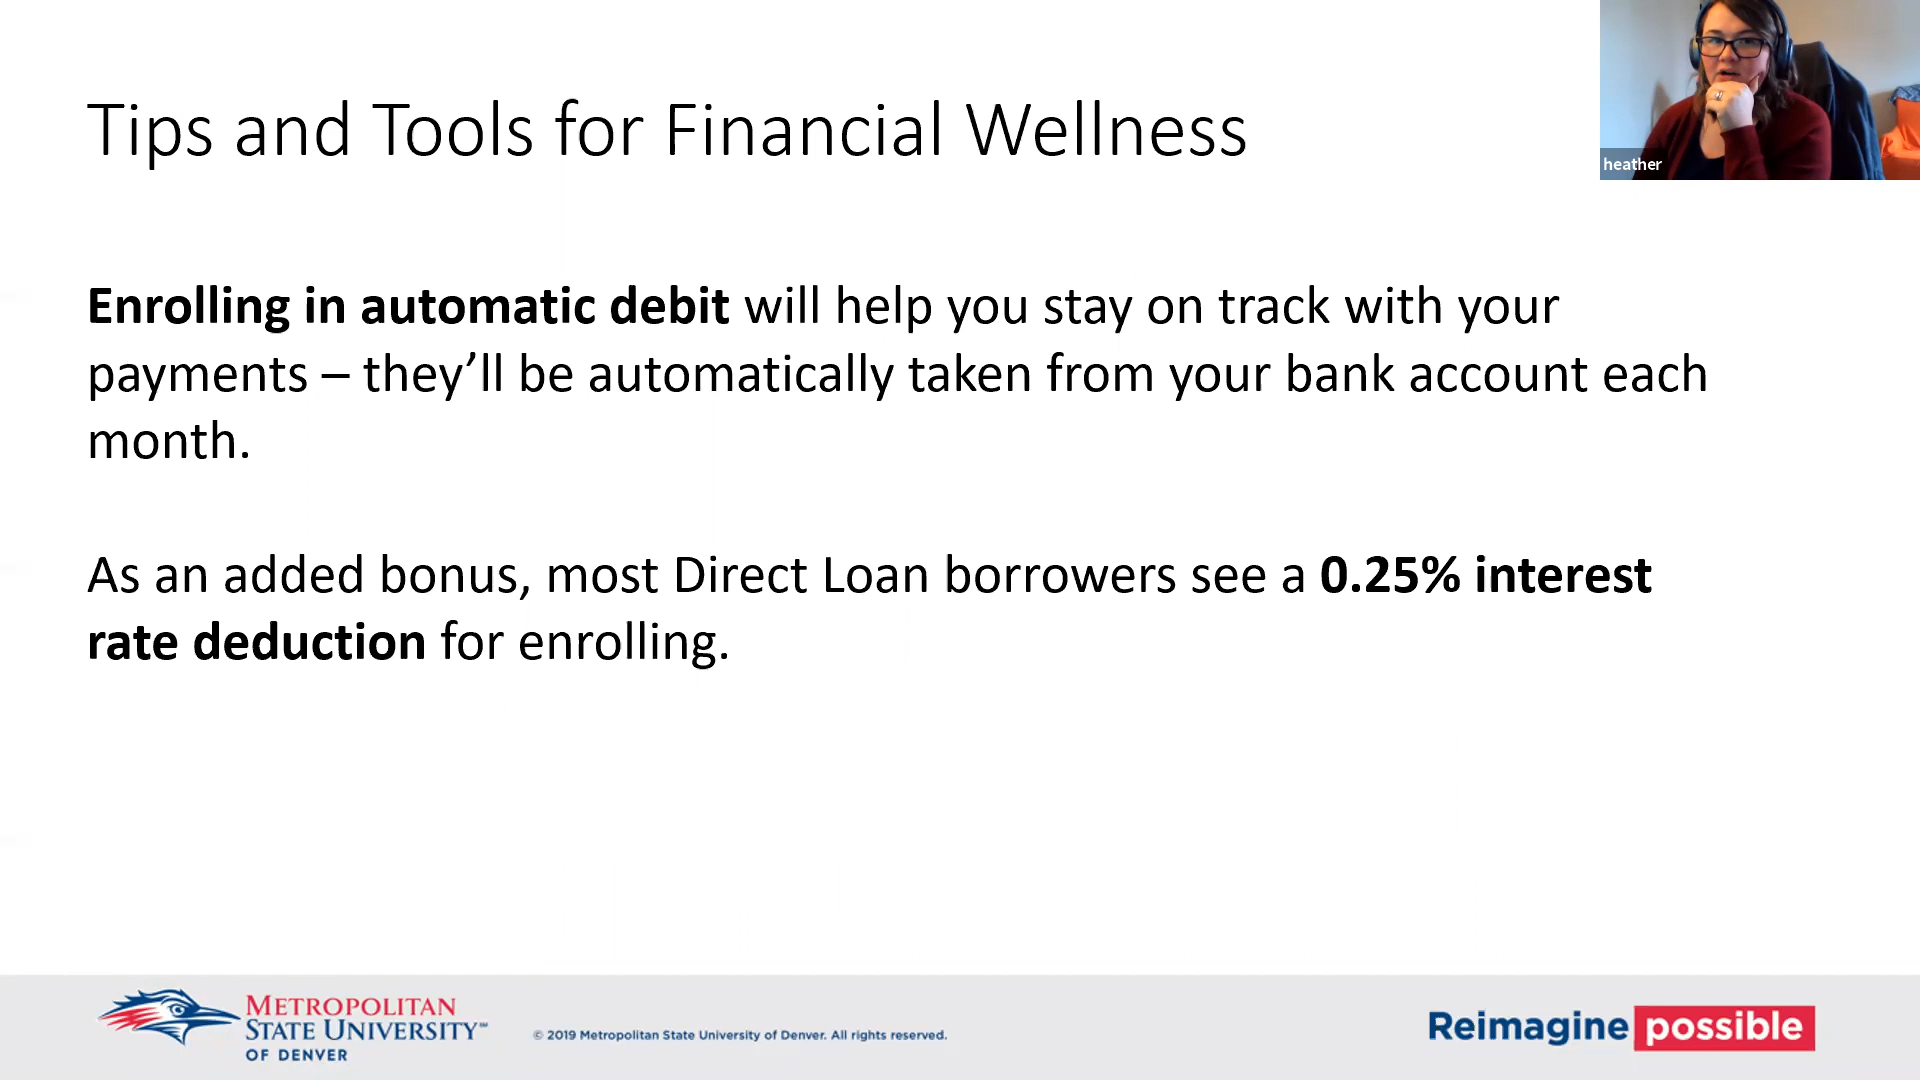 Tips and Tools for Financial Wellness
heather
Enrolling in automatic debit will help you stay on track with your
payments – they’ll be automatically taken from your bank account each
month.
As an added bonus, most Direct Loan borrowers see a 0.25% interest
rate deduction for enrolling.
METROPOLITAN
STATE UNIVERSITY™
OF DENVER
© 2019 Metropolitan State University of Denver. All rights reserved.
Reimagine possible